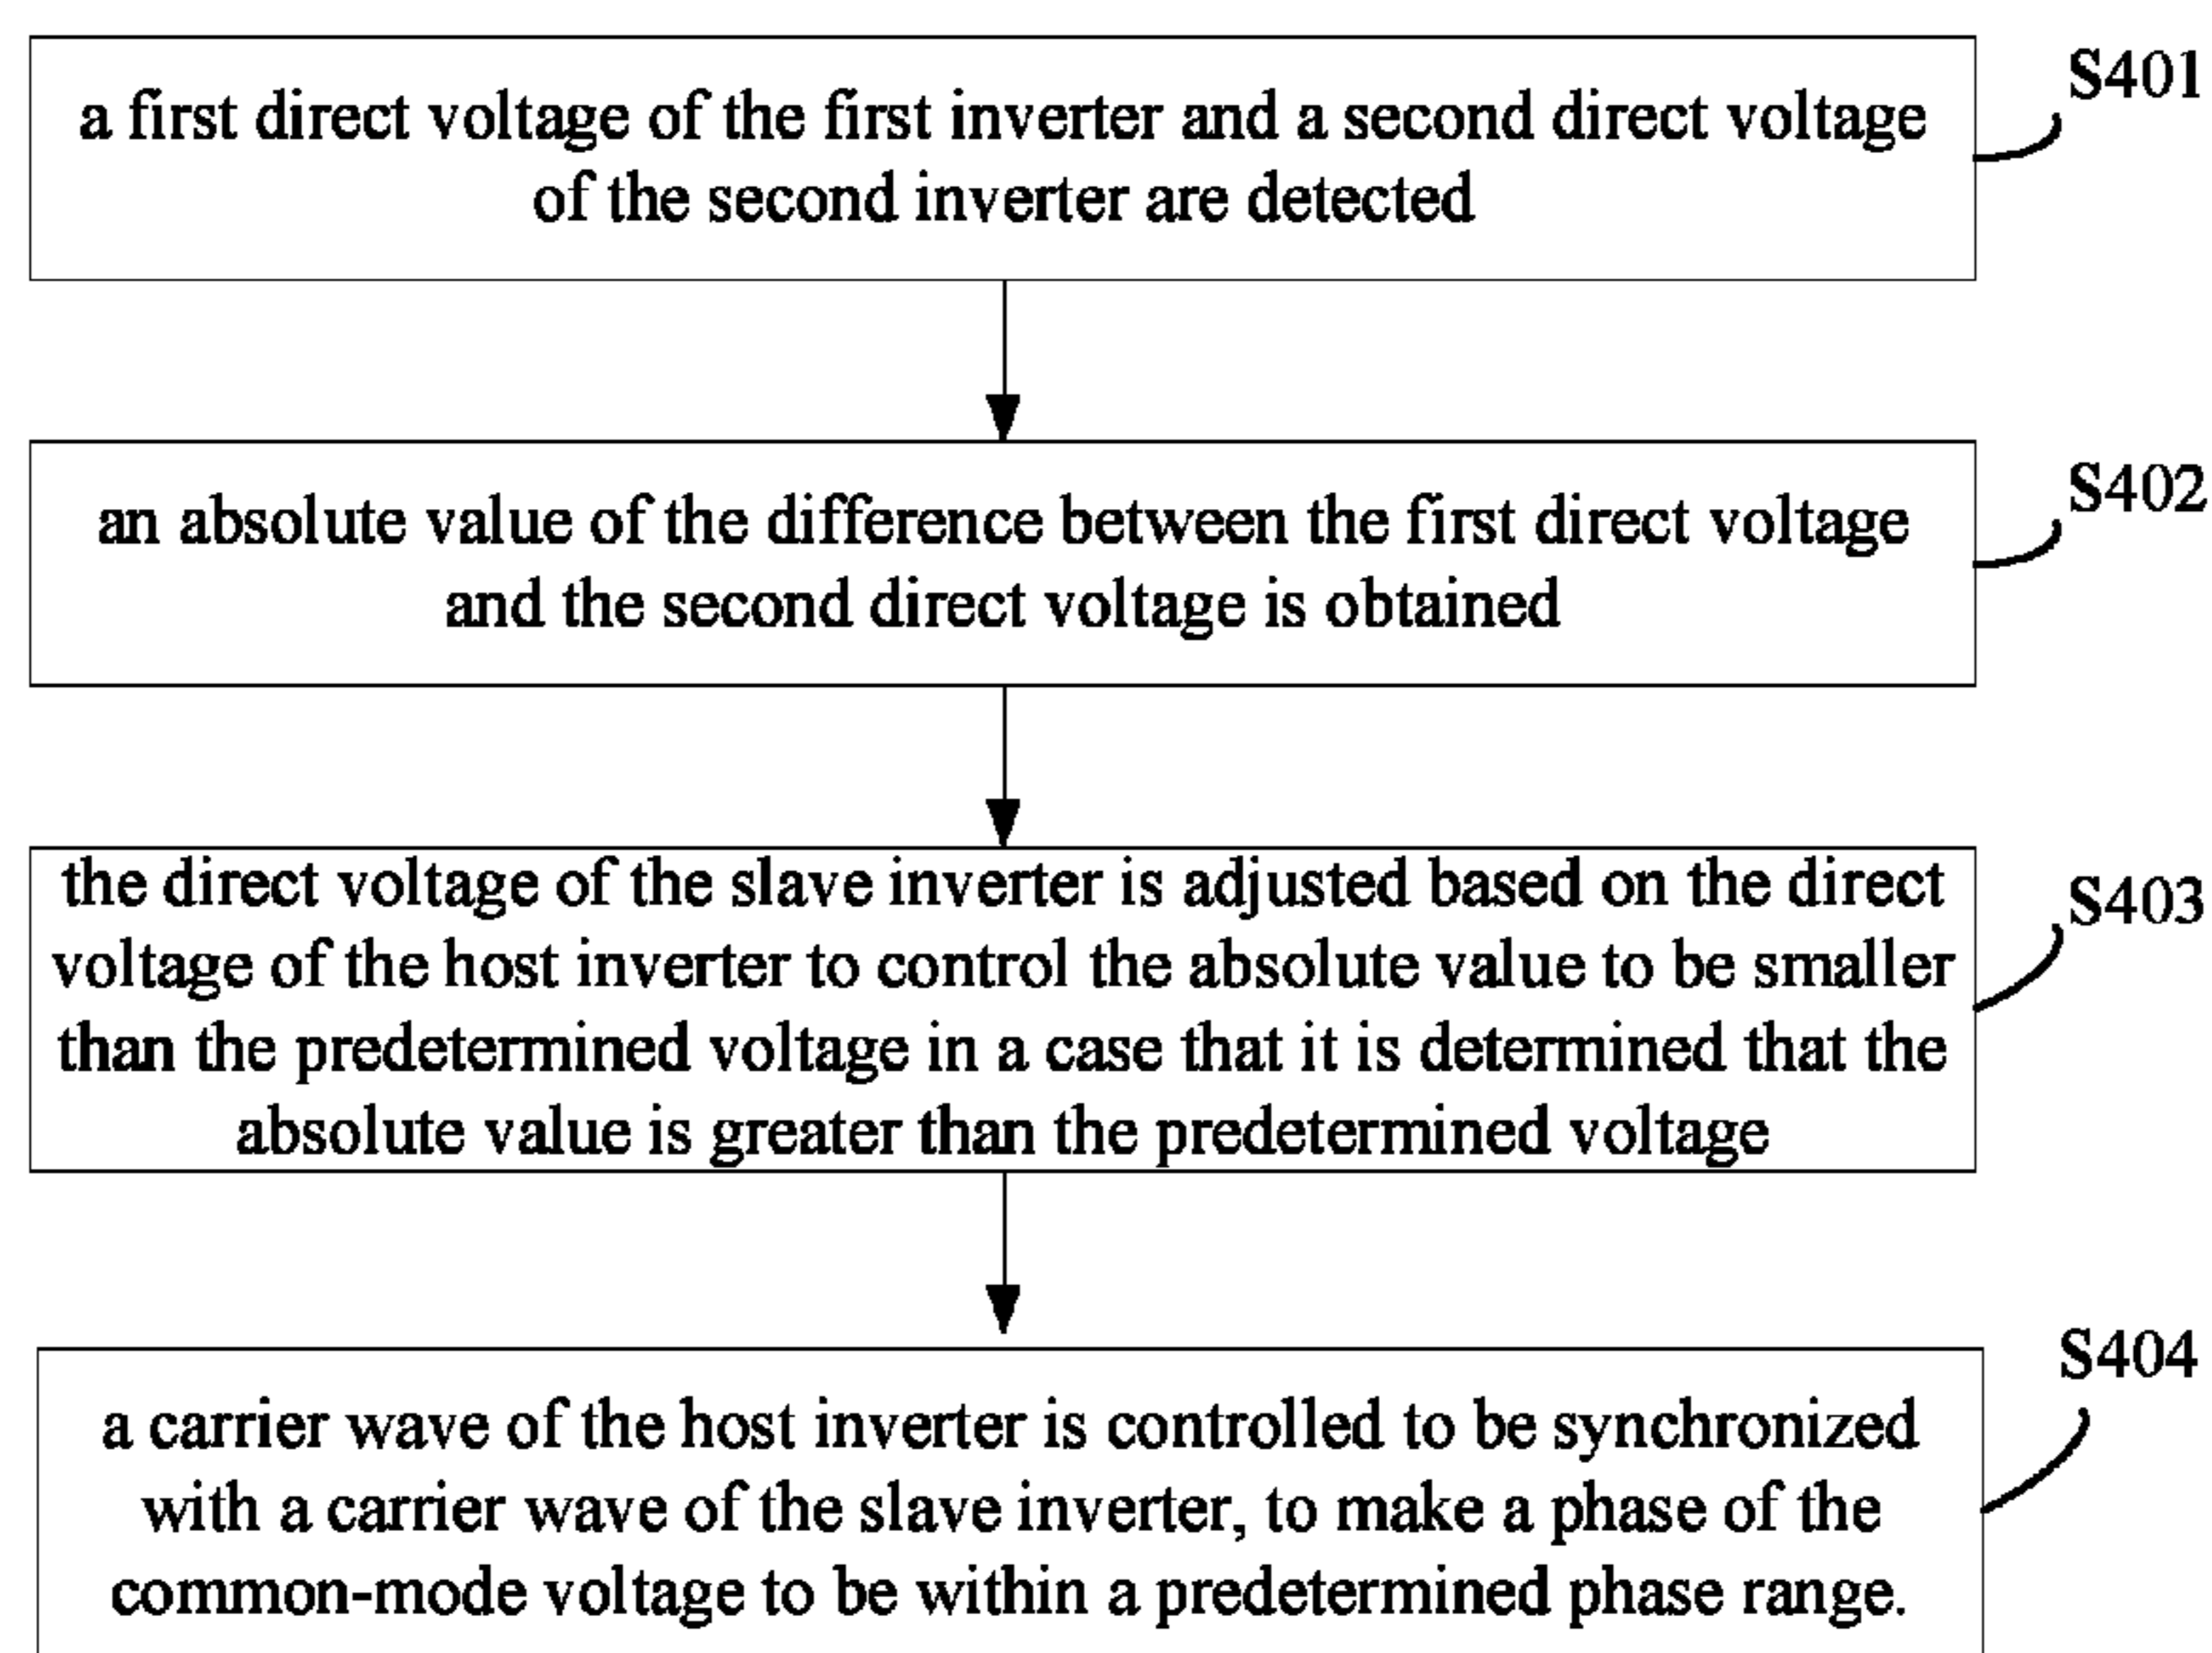 a first direct voltage of the first inverter and a second direct voltage
of the second inverter are detected
S401
an absolute value of the difference between the first direct voltage
and the second direct voltage is obtained
S402
the direct voltage of the slave inverter is adjusted based on the direct
voltage of the host inverter to control the absolute value to be smaller
than the predetermined voltage in a case that it is determined that the
absolute value is greater than the predetermined voltage
S403
a carrier wave of the host inverter is controlled to be synchronized
with a carrier wave of the slave inverter, to make a phase of the
common-mode voltage to be within a predetermined phase range.
S404